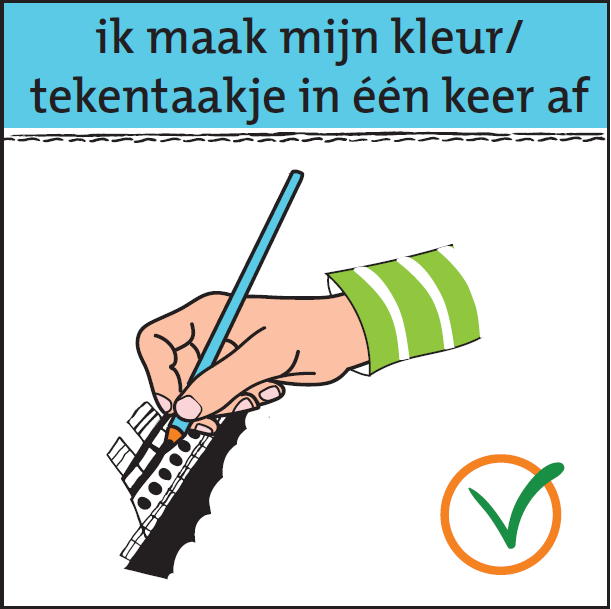 ik maak mijn kleur/
tekentaakje in één keer af